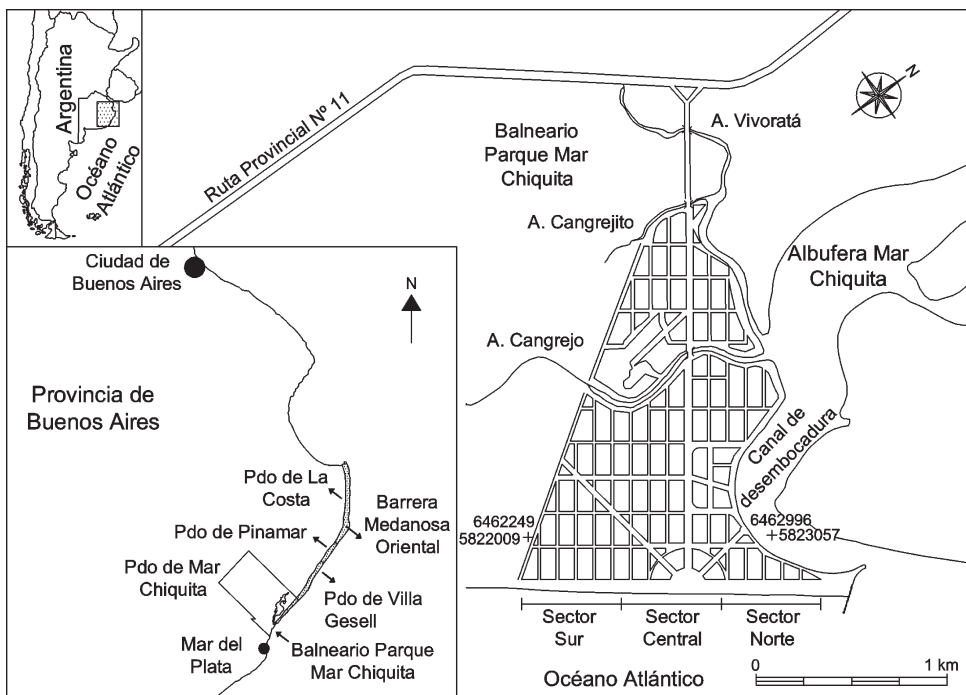 Argentina
Océano
Atlántico
Ruta Provincial Nº 11
Balneario
Parque Mar
Chiquita
A. Vivoratá
N
A. Cangrejito
Albufera Mar
Chiquita
A. Cangrejo
Canal de
desembocadura
6462249
5822009
6462996
5823057
Sector
Sur
Sector
Central
Sector
Norte
Océano Atlántico
0 1 km
Ciudad de
Buenos Aires
N
Provincia de
Buenos Aires
Pdo de La
Costa
Barrera
Medanosa
Oriental
Pdo de Pinamar
Pdo de Mar
Chiquita
Pdo de Villa
Gesell
Mar del
Plata
Balneario Parque
Mar Chiquita